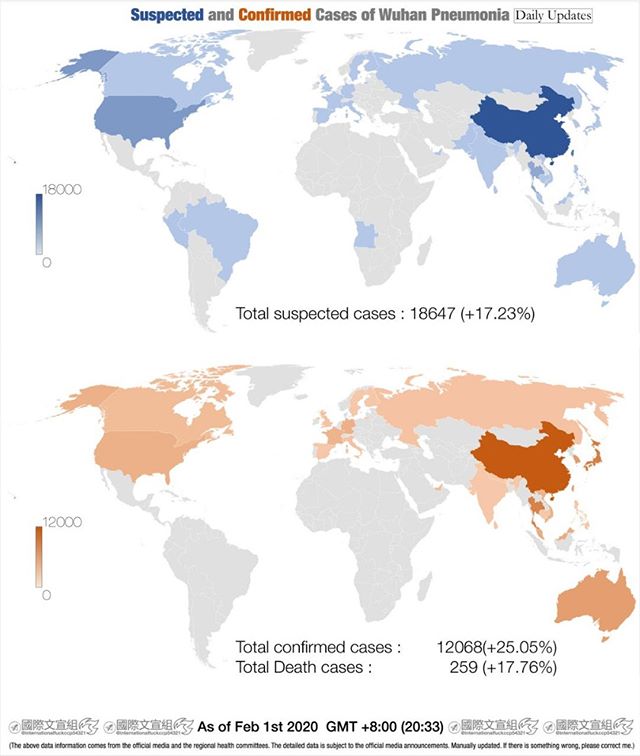 Suspected and Confirmed Cases of Wuhan Pneumonia Daily Updates
18000
0
Total suspected cases : 18647 (+17.23%)
12000
0
Total confirmed cases : 12068(+25.05%)
Total Death cases : 259 (+17.76%)
國際文宣組 國際文宣組 As of Feb 1st 2020 GMT +8:00 (20:33) 國際文宣組 國際文宣組
(The above data information comes from the official media and the regional health committees. The detailed data is subject to the official media announcements. Manually updated. If there is something wrong, please correct me.)